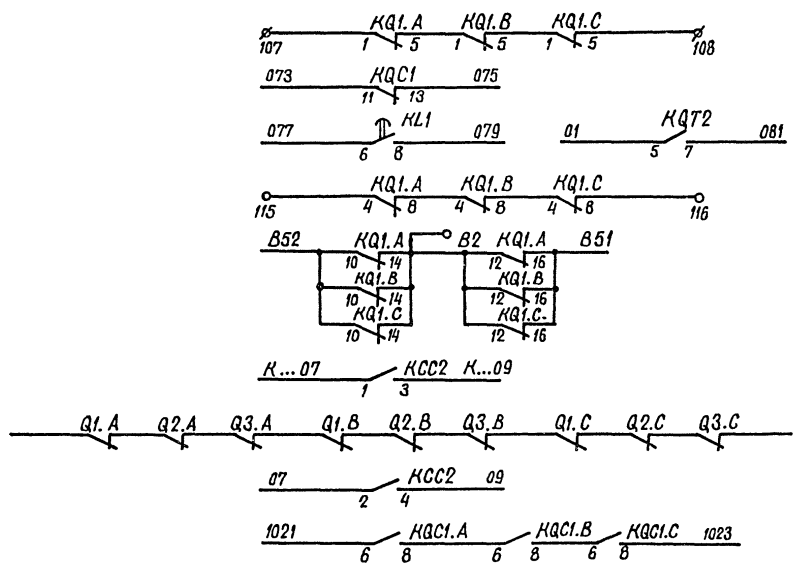 KQ1.A KQ1.B KQ1.C
107 1 5 1 5 1 5 108
073 KQC1 075
11 13
077 KL1 079 01 KQT2 081
6 8 5 7
KQ1.A KQ1.B KQ1.C
115 4 8 4 8 4 8 116
B52 KQ1.A B2 KQ1.A B51
10 14 12 16
KQ1.B KQ1.B
10 14 12 16
KQ1.C KQ1.C
10 14 12 16
K...07 KCC2 K...09
1 3
Q1.A Q2.A Q3.A Q1.B Q2.B Q3.B Q1.C Q2.C Q3.C
07 KCC2 09
2 4
1021 KQC1.A KQC1.B KQC1.C 1023
6 8 6 8 6 8